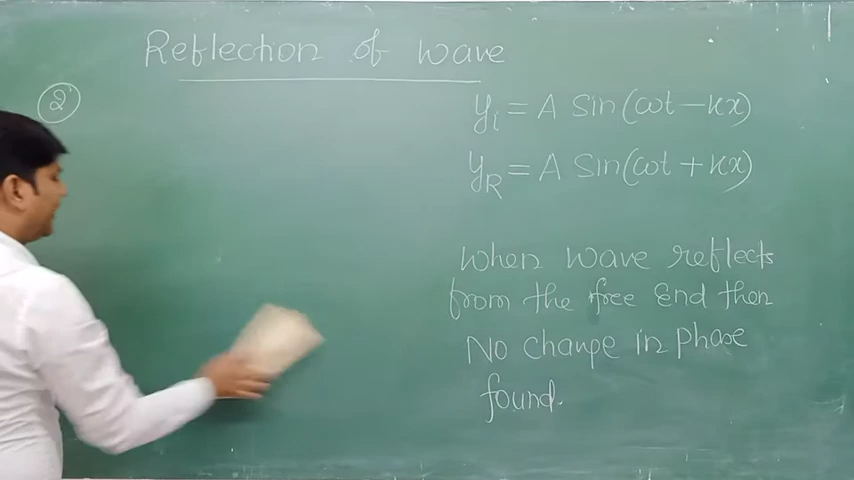 Reflection of wave
2
yi = A Sin(ωt − kx)
yR = A Sin(ωt + kx)
when wave reflects
from the free End then
No change in phase
found.